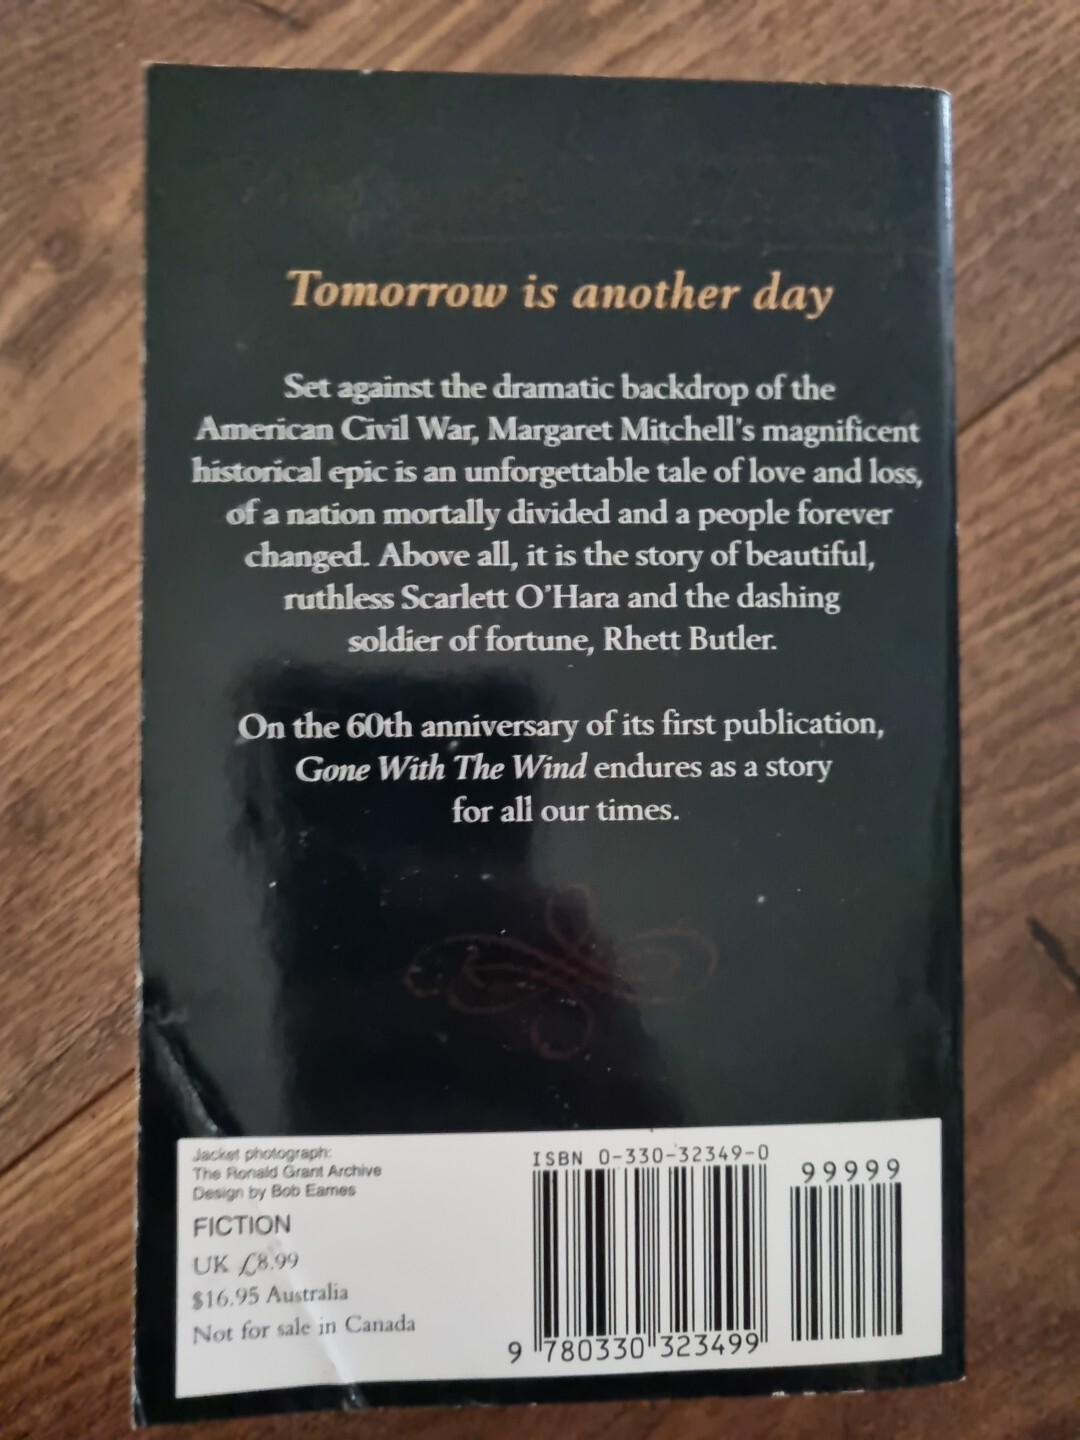 Tomorrow is another day
Set against the dramatic backdrop of the
American Civil War, Margaret Mitchell's magnificent
historical epic is an unforgettable tale of love and loss,
of a nation mortally divided and a people forever
changed. Above all, it is the story of beautiful,
ruthless Scarlett O'Hara and the dashing
soldier of fortune, Rhett Butler.
On the 60th anniversary of its first publication,
Gone With The Wind endures as a story
for all our times.
Jacket photograph:
The Ronald Grant Archive
Design by Bob Eames
FICTION
UK £8.99
$16.95 Australia
Not for sale in Canada
ISBN 0-330-32349-0
99999
9 780330 323499